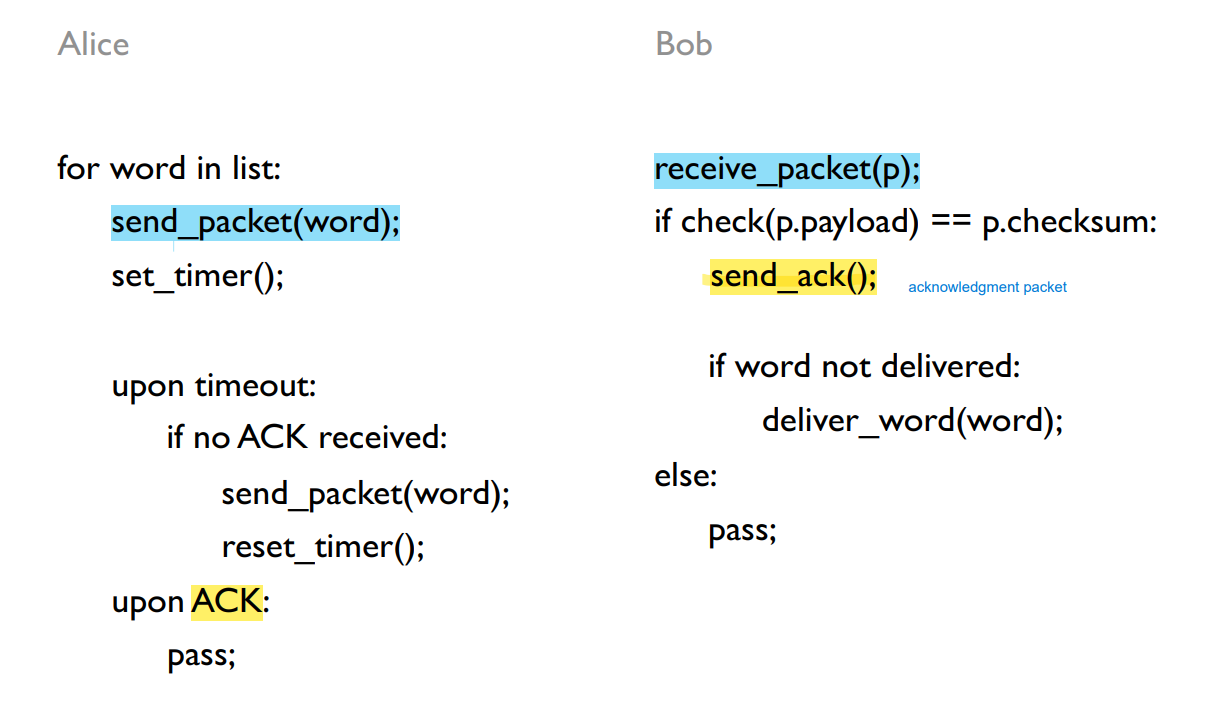 Alice
for word in list:
send_packet(word);
set_timer();
upon timeout:
if no ACK received:
send_packet(word);
reset_timer();
upon ACK:
pass;
Bob
receive_packet(p);
if check(p.payload) == p.checksum:
send_ack();
acknowledgment packet
if word not delivered:
deliver_word(word);
else:
pass;